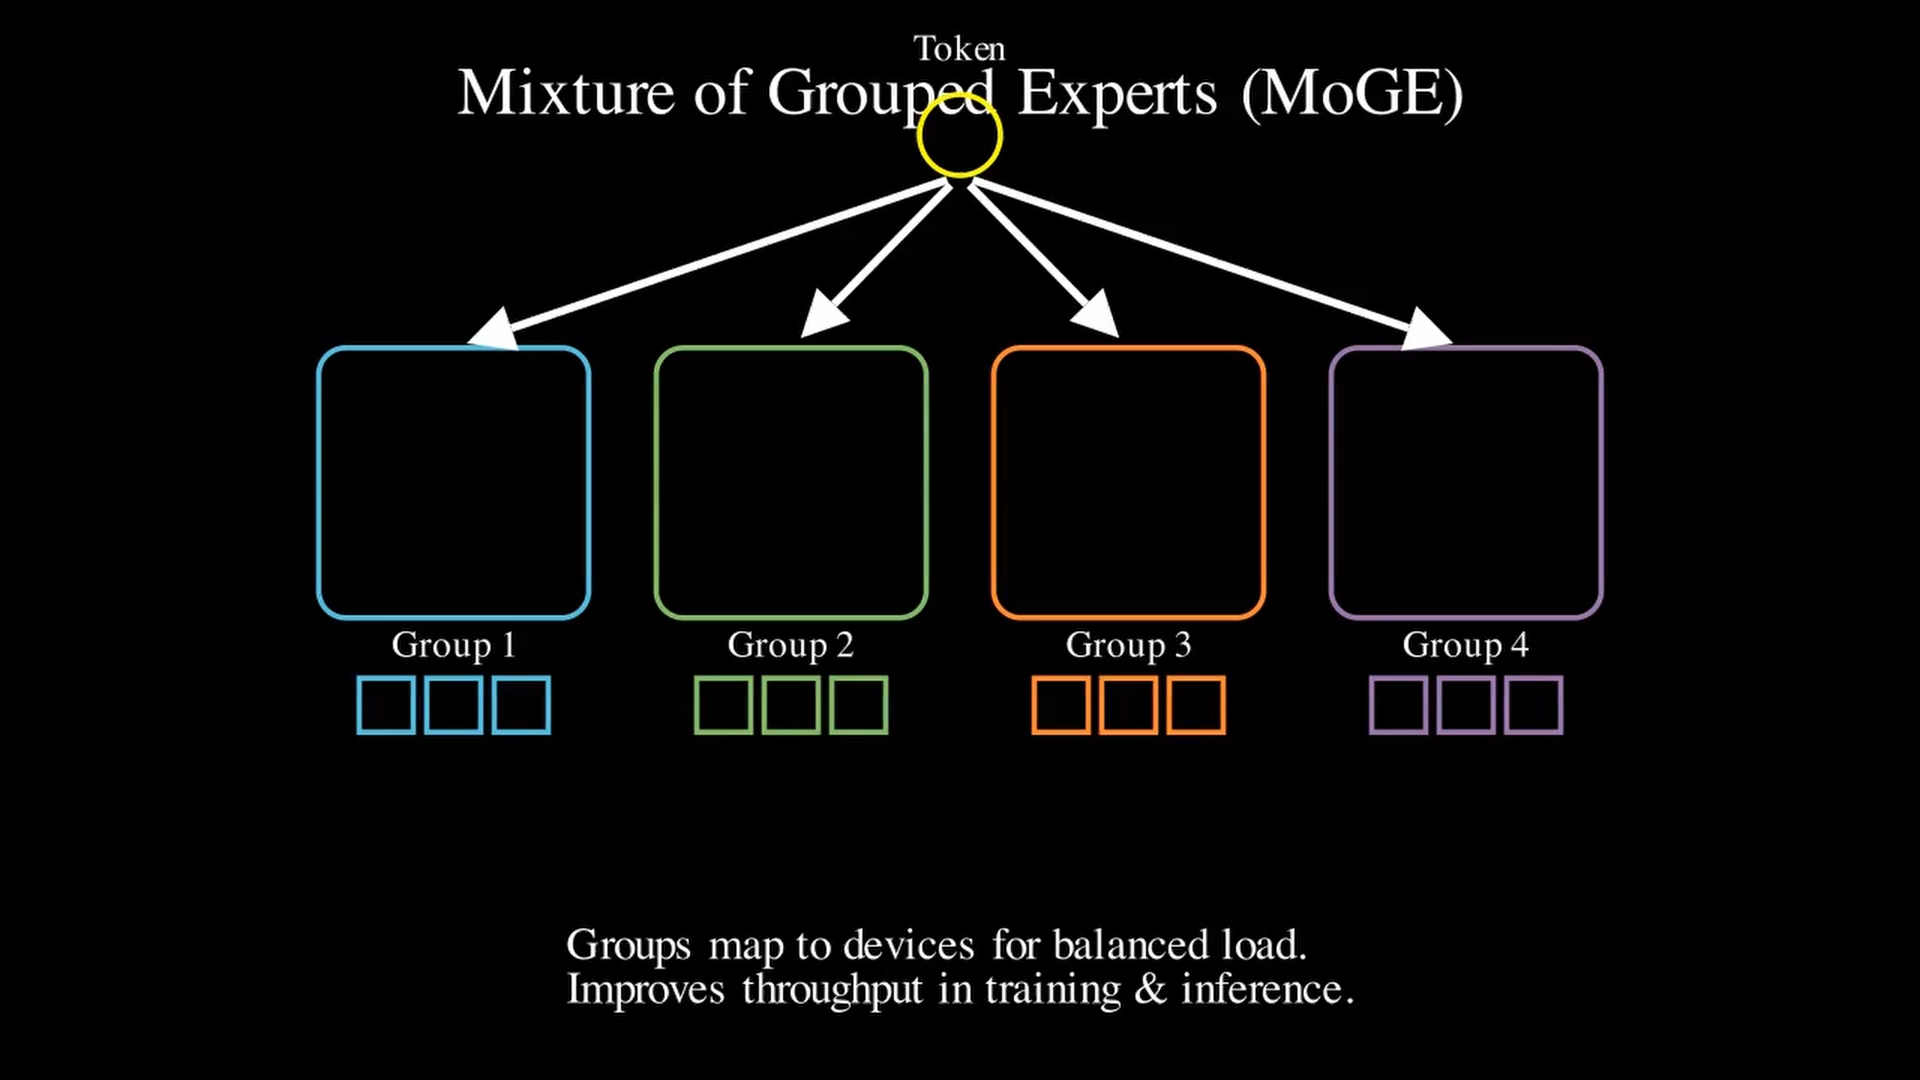 Token
Mixture of Grouped Experts (MoGE)
Group 1
Group 2
Group 3
Group 4
Groups map to devices for balanced load.
Improves throughput in training & inference.